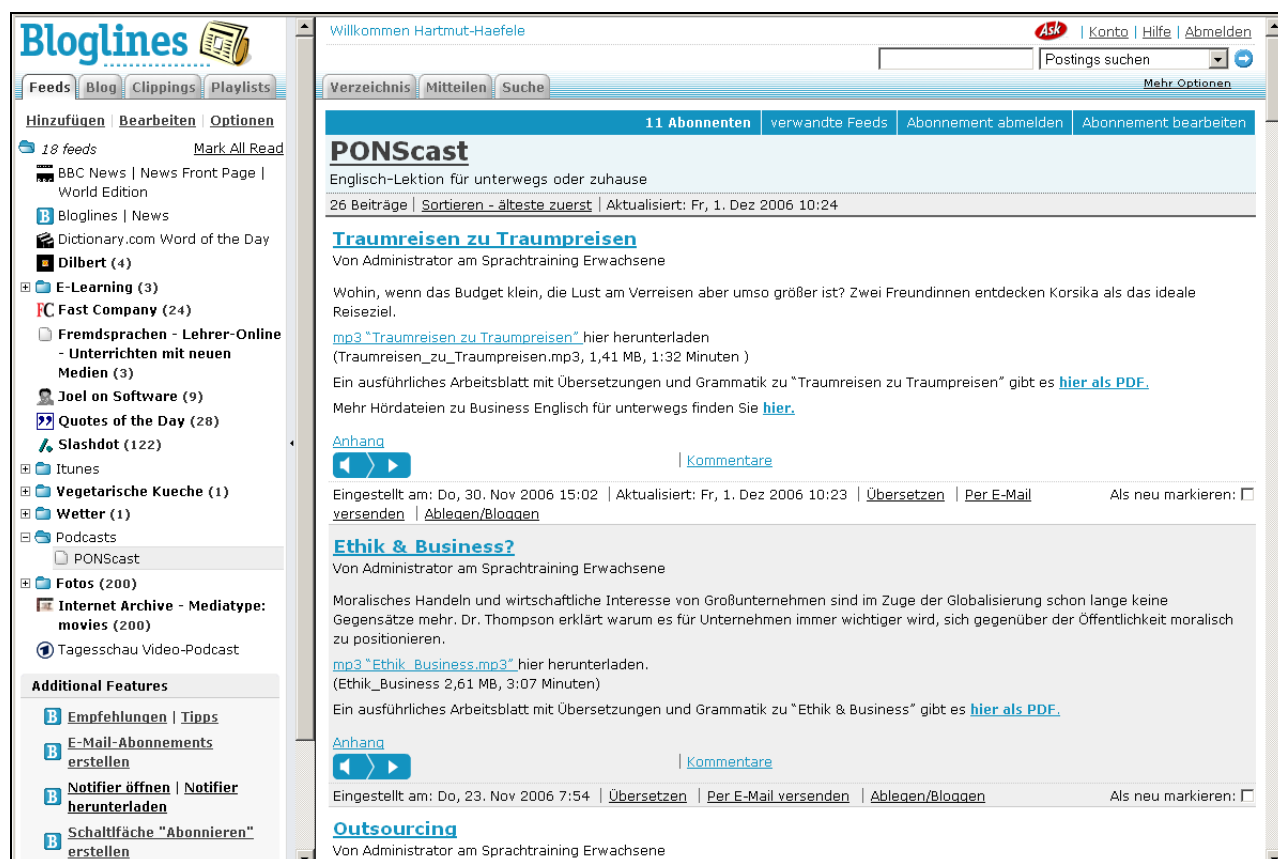 Bloglines
Feeds Blog Clippings Playlists
Hinzufügen | Bearbeiten | Optionen
18 feeds Mark All Read
BBC News | News Front Page |
World Edition
Bloglines | News
Dictionary.com Word of the Day
Dilbert (4)
E-Learning (3)
FC Fast Company (24)
Fremdsprachen - Lehrer-Online
- Unterrichten mit neuen
Medien (3)
Joel on Software (9)
Quotes of the Day (28)
Slashdot (122)
Itunes
Vegetarische Kueche (1)
Wetter (1)
Podcasts
PONScast
Fotos (200)
Internet Archive - Mediatype:
movies (200)
Tagesschau Video-Podcast
Additional Features
B Empfehlungen | Tipps
B E-Mail-Abonnements
erstellen
B Notifier öffnen | Notifier
herunterladen
B Schaltlfäche "Abonnieren"
erstellen
Willkommen Hartmut-Haefele Ask | Konto | Hilfe | Abmelden
Postings suchen
Verzeichnis Mitteilen Suche Mehr Optionen
11 Abonnenten | verwandte Feeds | Abonnement abmelden | Abonnement bearbeiten
PONScast
Englisch-Lektion für unterwegs oder zuhause
26 Beiträge | Sortieren - älteste zuerst | Aktualisiert: Fr, 1. Dez 2006 10:24
Traumreisen zu Traumpreisen
Von Administrator am Sprachtraining Erwachsene
Wohin, wenn das Budget klein, die Lust am Verreisen aber umso größer ist? Zwei Freundinnen entdecken Korsika als das ideale
Reiseziel.
mp3 “Traumreisen zu Traumpreisen” hier herunterladen
(Traumreisen_zu_Traumpreisen.mp3, 1,41 MB, 1:32 Minuten )
Ein ausführliches Arbeitsblatt mit Übersetzungen und Grammatik zu “Traumreisen zu Traumpreisen” gibt es hier als PDF.
Mehr Hördateien zu Business Englisch für unterwegs finden Sie hier.
Anhang
| Kommentare
Eingestellt am: Do, 30. Nov 2006 15:02 | Aktualisiert: Fr, 1. Dez 2006 10:23 | Übersetzen | Per E-Mail Als neu markieren:
versenden | Ablegen/Bloggen
Ethik & Business?
Von Administrator am Sprachtraining Erwachsene
Moralisches Handeln und wirtschaftliche Interesse von Großunternehmen sind im Zuge der Globalisierung schon lange keine
Gegensätze mehr. Dr. Thompson erklärt warum es für Unternehmen immer wichtiger wird, sich gegenüber der Öffentlichkeit moralisch
zu positionieren.
mp3 “Ethik_Business.mp3” hier herunterladen.
(Ethik_Business 2,61 MB, 3:07 Minuten)
Ein ausführliches Arbeitsblatt mit Übersetzungen und Grammatik zu “Ethik & Business” gibt es hier als PDF.
Anhang
| Kommentare
Eingestellt am: Do, 23. Nov 2006 7:54 | Übersetzen | Per E-Mail versenden | Ablegen/Bloggen Als neu markieren:
Outsourcing
Von Administrator am Sprachtraining Erwachsene